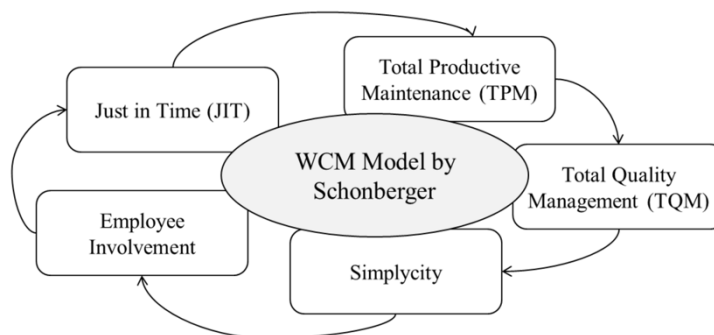 Just in Time (JIT)
Total Productive
Maintenance (TPM)
WCM Model by
Schonberger
Total Quality
Management (TQM)
Employee
Involvement
Simplycity